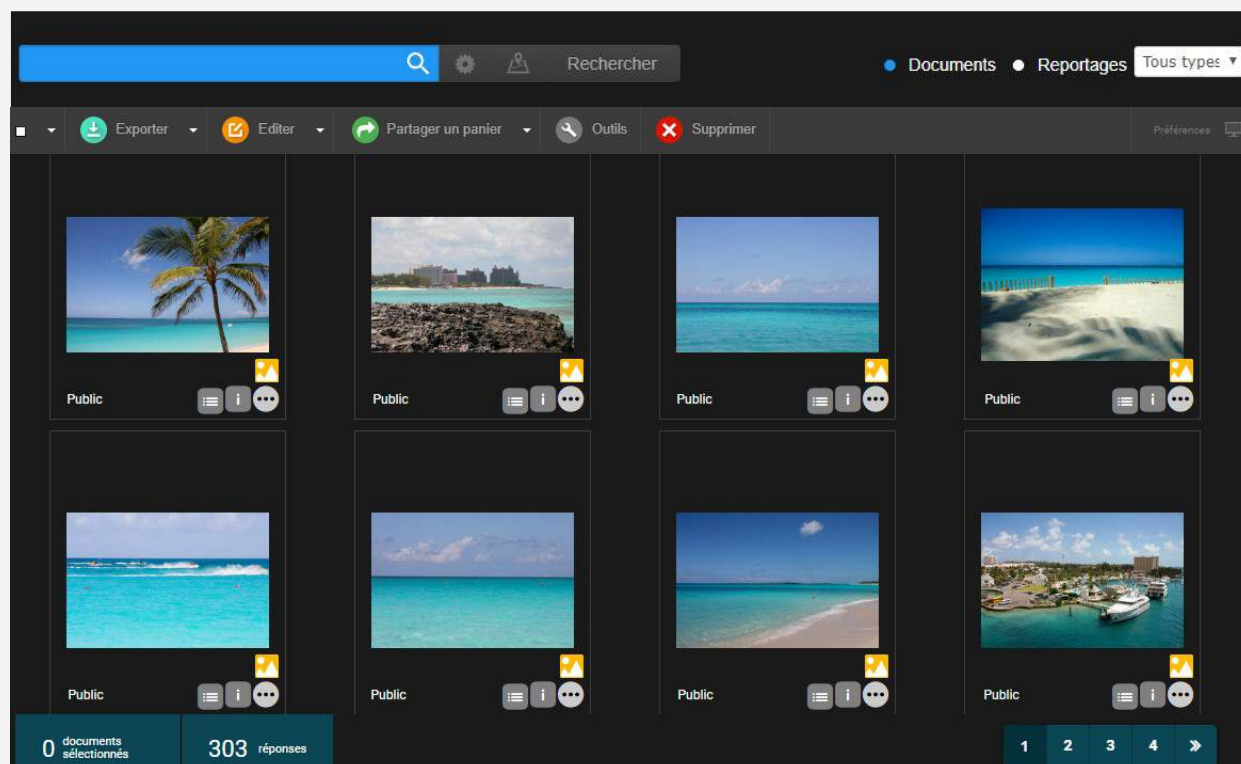 Rechercher
Documents
Reportages
Tous types
Exporter
Editer
Partager un panier
Outils
Supprimer
Préférences
Public
Public
Public
Public
Public
Public
Public
Public
0 documents
sélectionnés
303 réponses
1 2 3 4 »